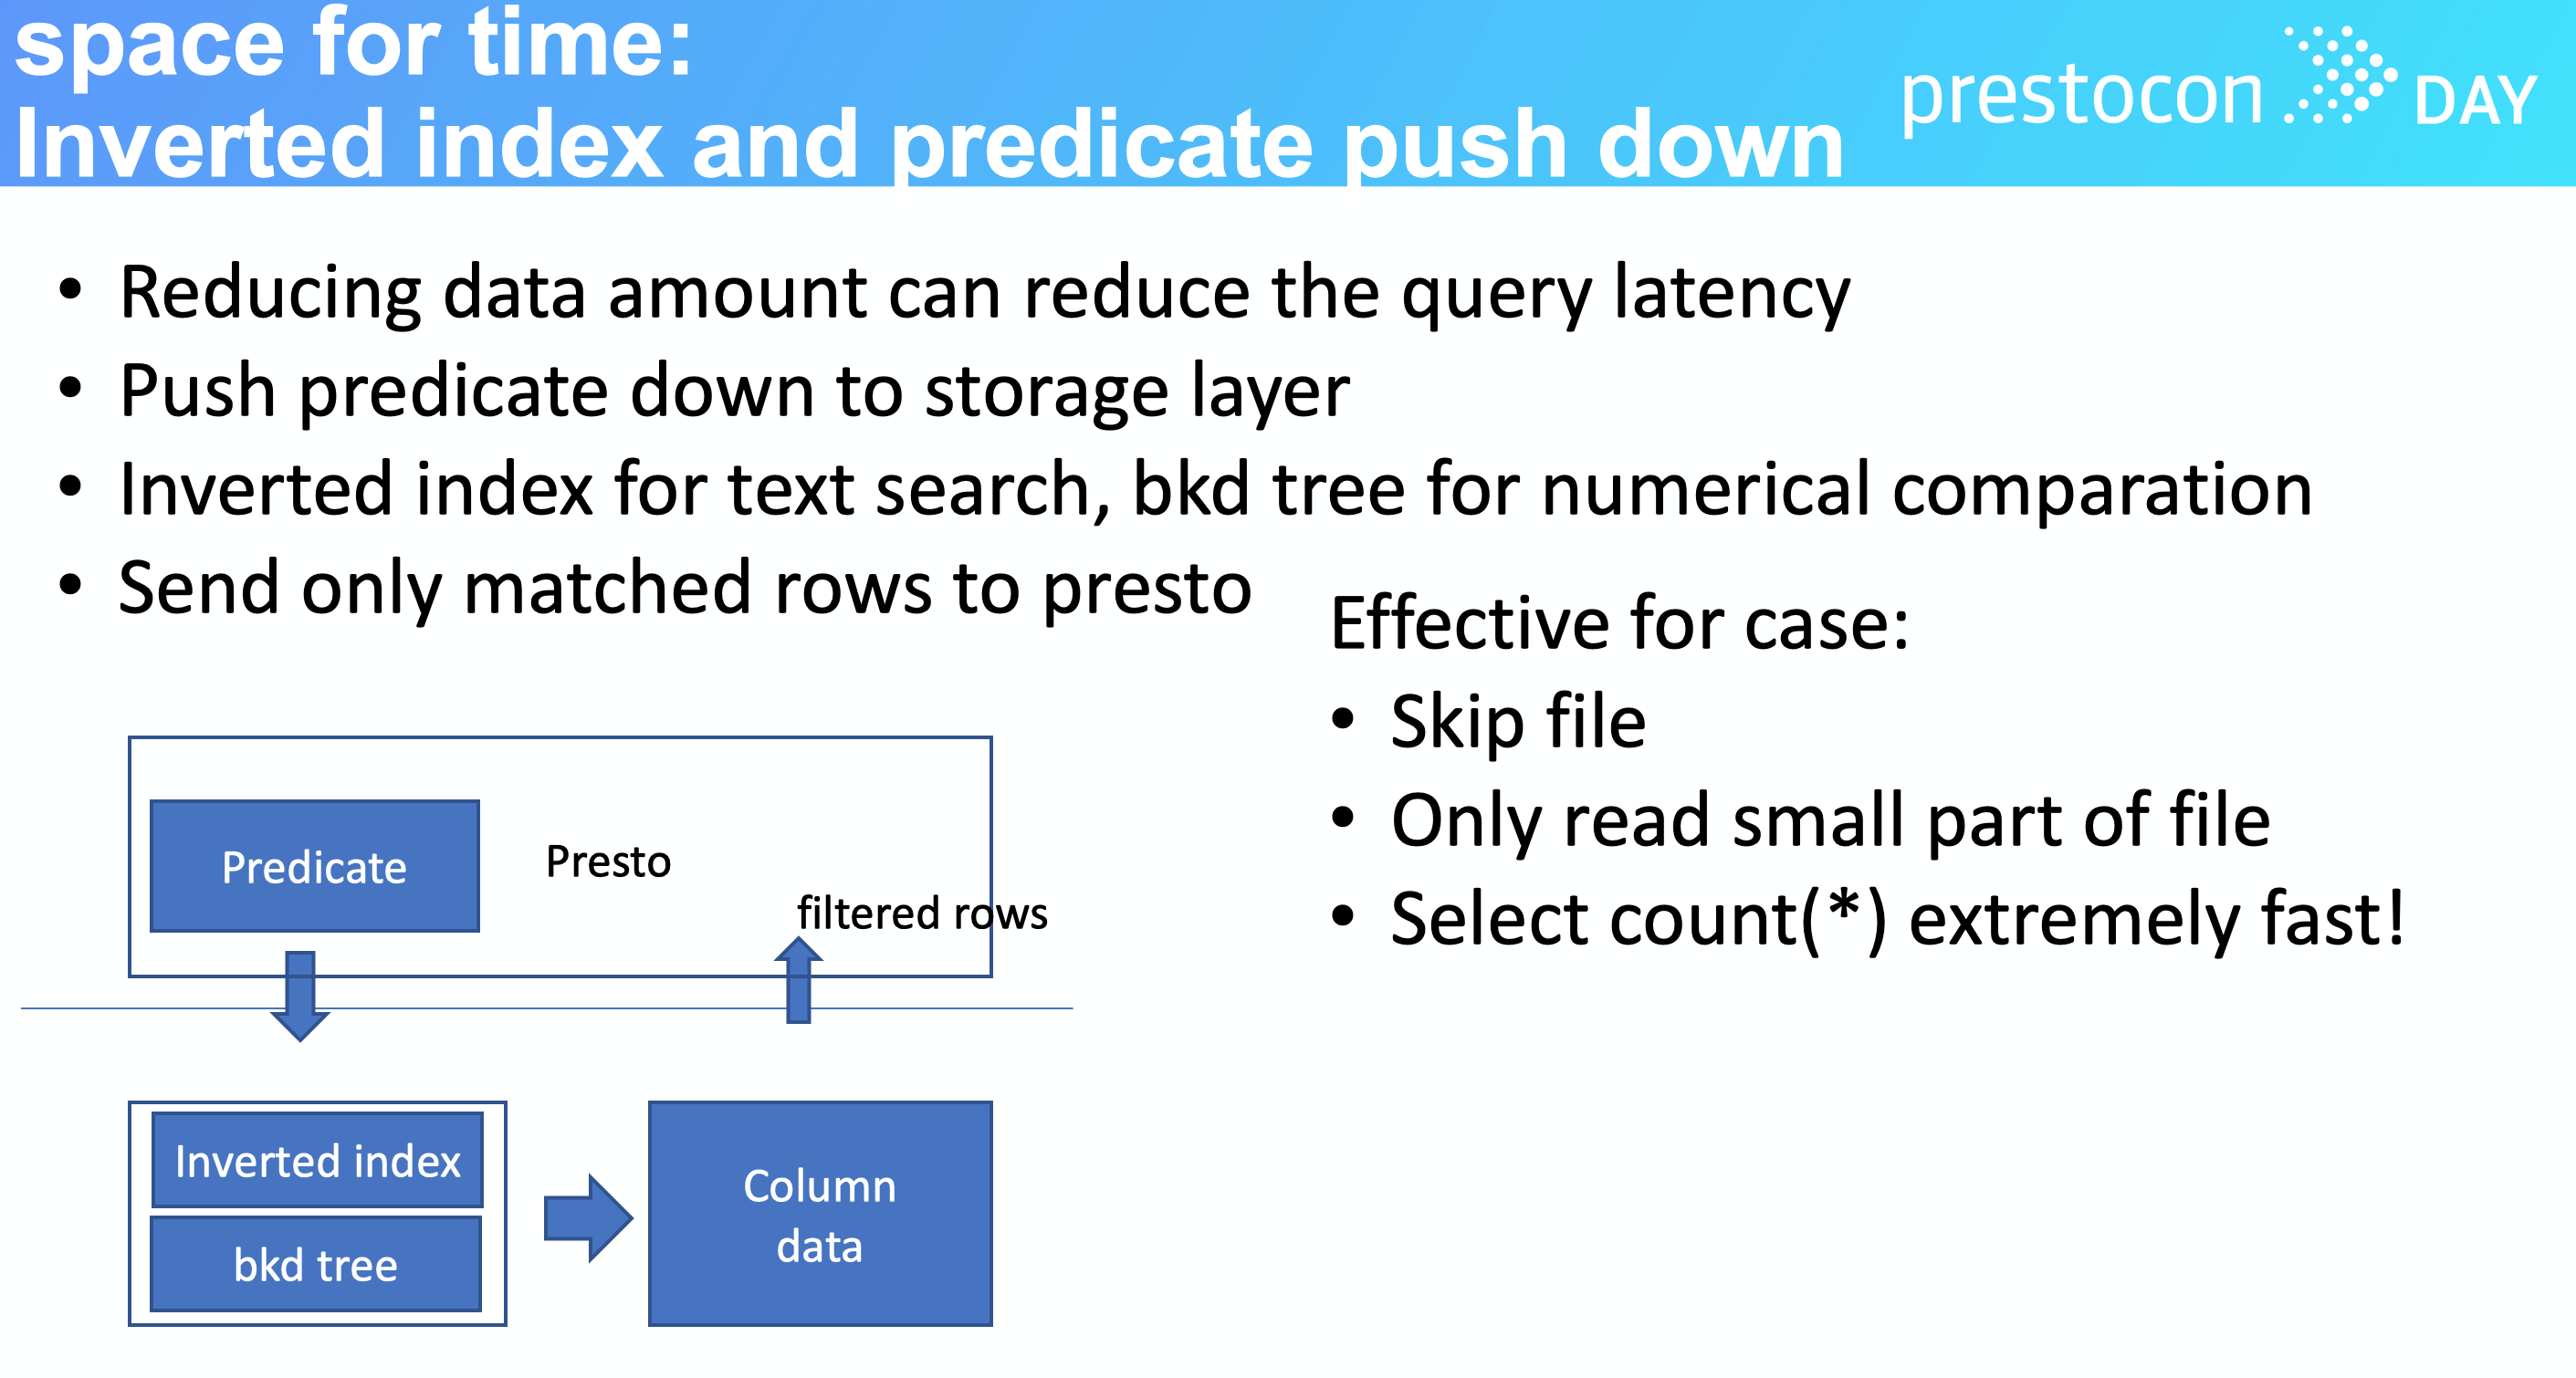 space for time:
Inverted index and predicate push down
prestocon DAY
• Reducing data amount can reduce the query latency
• Push predicate down to storage layer
• Inverted index for text search, bkd tree for numerical comparation
• Send only matched rows to presto
Effective for case:
• Skip file
• Only read small part of file
• Select count(*) extremely fast!
Predicate
Presto
filtered rows
Inverted index
bkd tree
Column
data